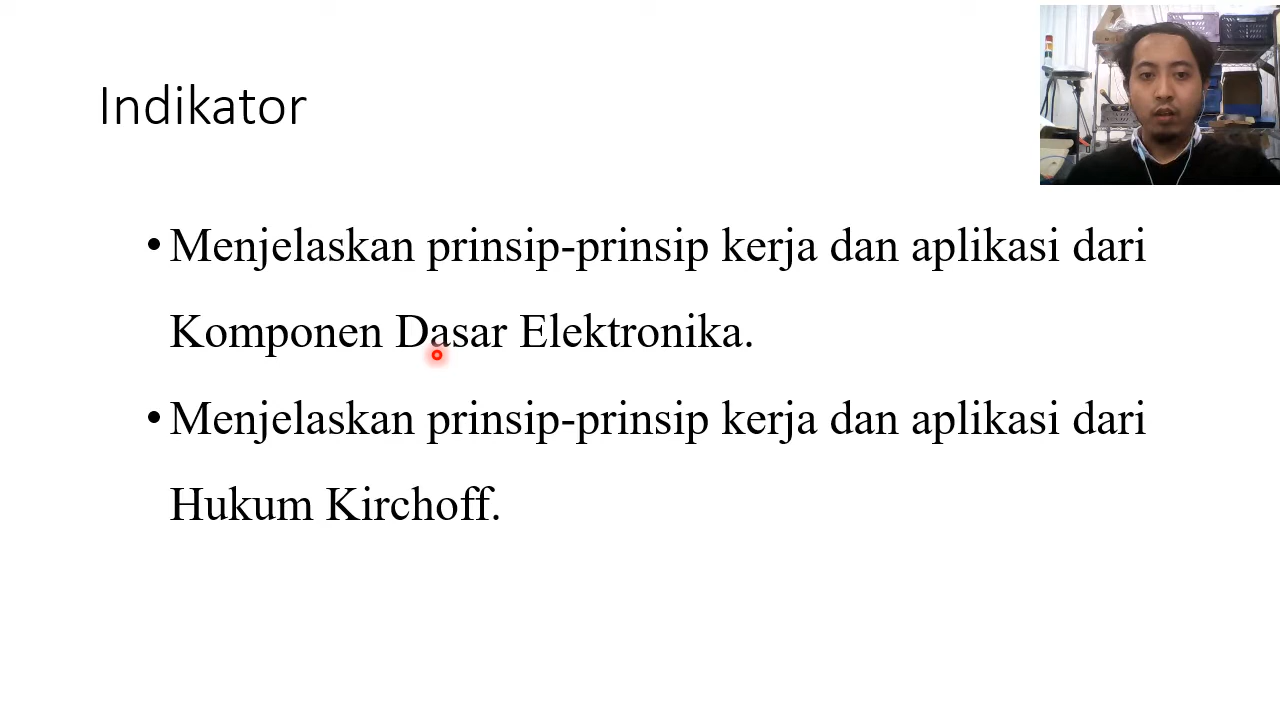 Indikator
• Menjelaskan prinsip-prinsip kerja dan aplikasi dari
Komponen Dasar Elektronika.
• Menjelaskan prinsip-prinsip kerja dan aplikasi dari
Hukum Kirchoff.